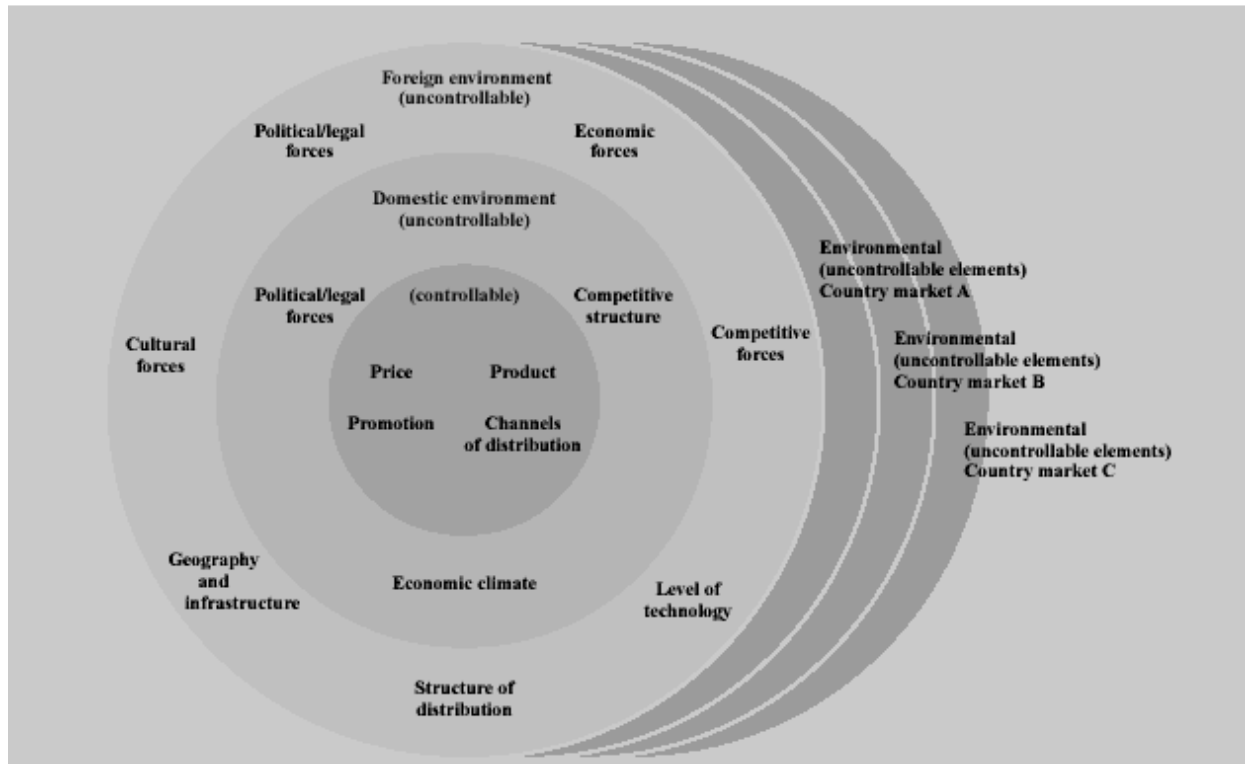 Foreign environment
(uncontrollable)
Political/legal
forces
Economic
forces
Domestic environment
(uncontrollable)
Political/legal
forces
(controllable)
Competitive
structure
Cultural
forces
Price
Product
Promotion
Channels
of distribution
Competitive
forces
Environmental
(uncontrollable elements)
Country market A
Environmental
(uncontrollable elements)
Country market B
Environmental
(uncontrollable elements)
Country market C
Geography
and
infrastructure
Economic climate
Level of
technology
Structure of
distribution